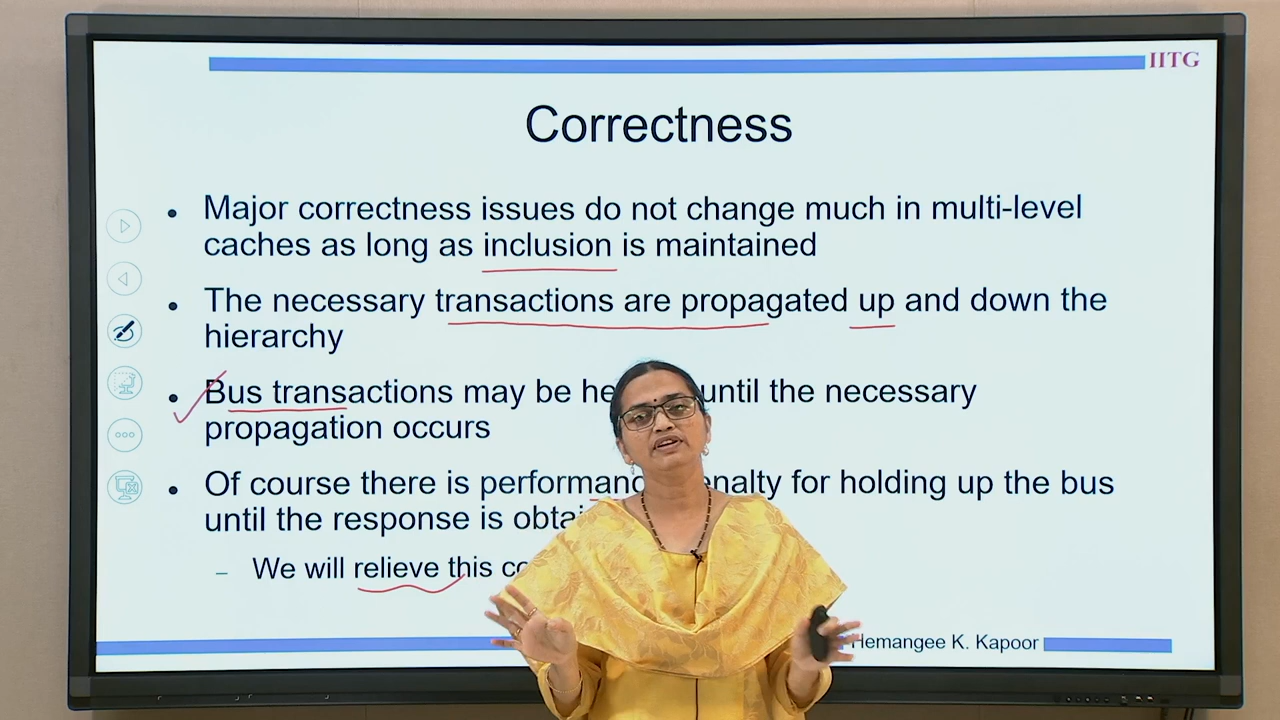 IITG
Correctness
• Major correctness issues do not change much in multi-level
caches as long as inclusion is maintained
• The necessary transactions are propagated up and down the
hierarchy
• Bus transactions may be he until the necessary
propagation occurs
• Of course there is performanc enalty for holding up the bus
until the response is obtai
– We will relieve this co
Hemangee K. Kapoor